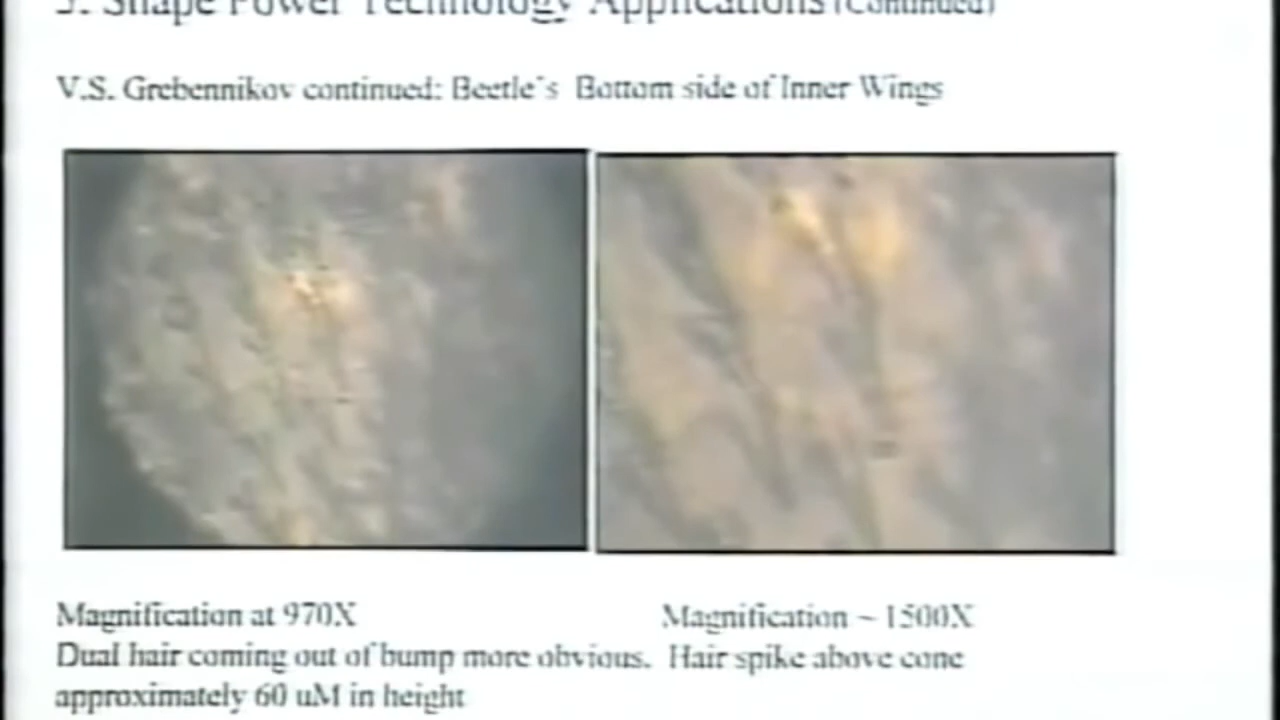 5. Shape Power Technology Applications (Continued)
V.S. Grebennikov continued: Beetle's Bottom side of Inner Wings
Magnification at 970X
Magnification ~ 1500X
Dual hair coming out of bump more obvious. Hair spike above cone
approximately 60 uM in height